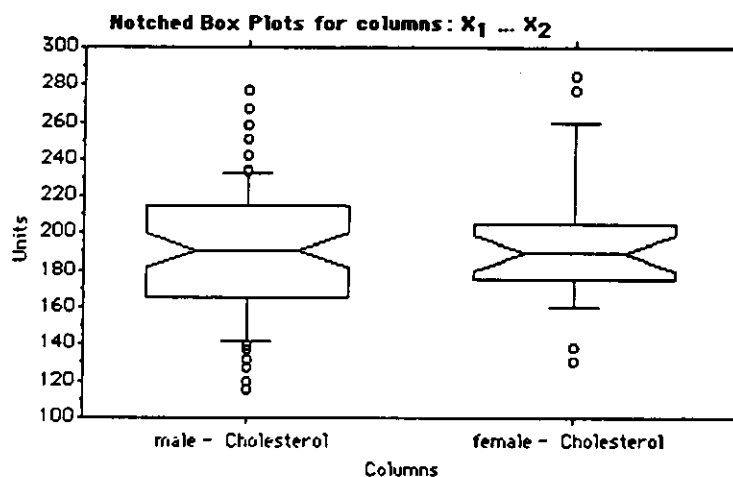 Notched Box Plots for columns: X1 ... X2
300
280
260
240
220
200
180
160
140
120
100
Units
male - Cholesterol
female - Cholesterol
Columns